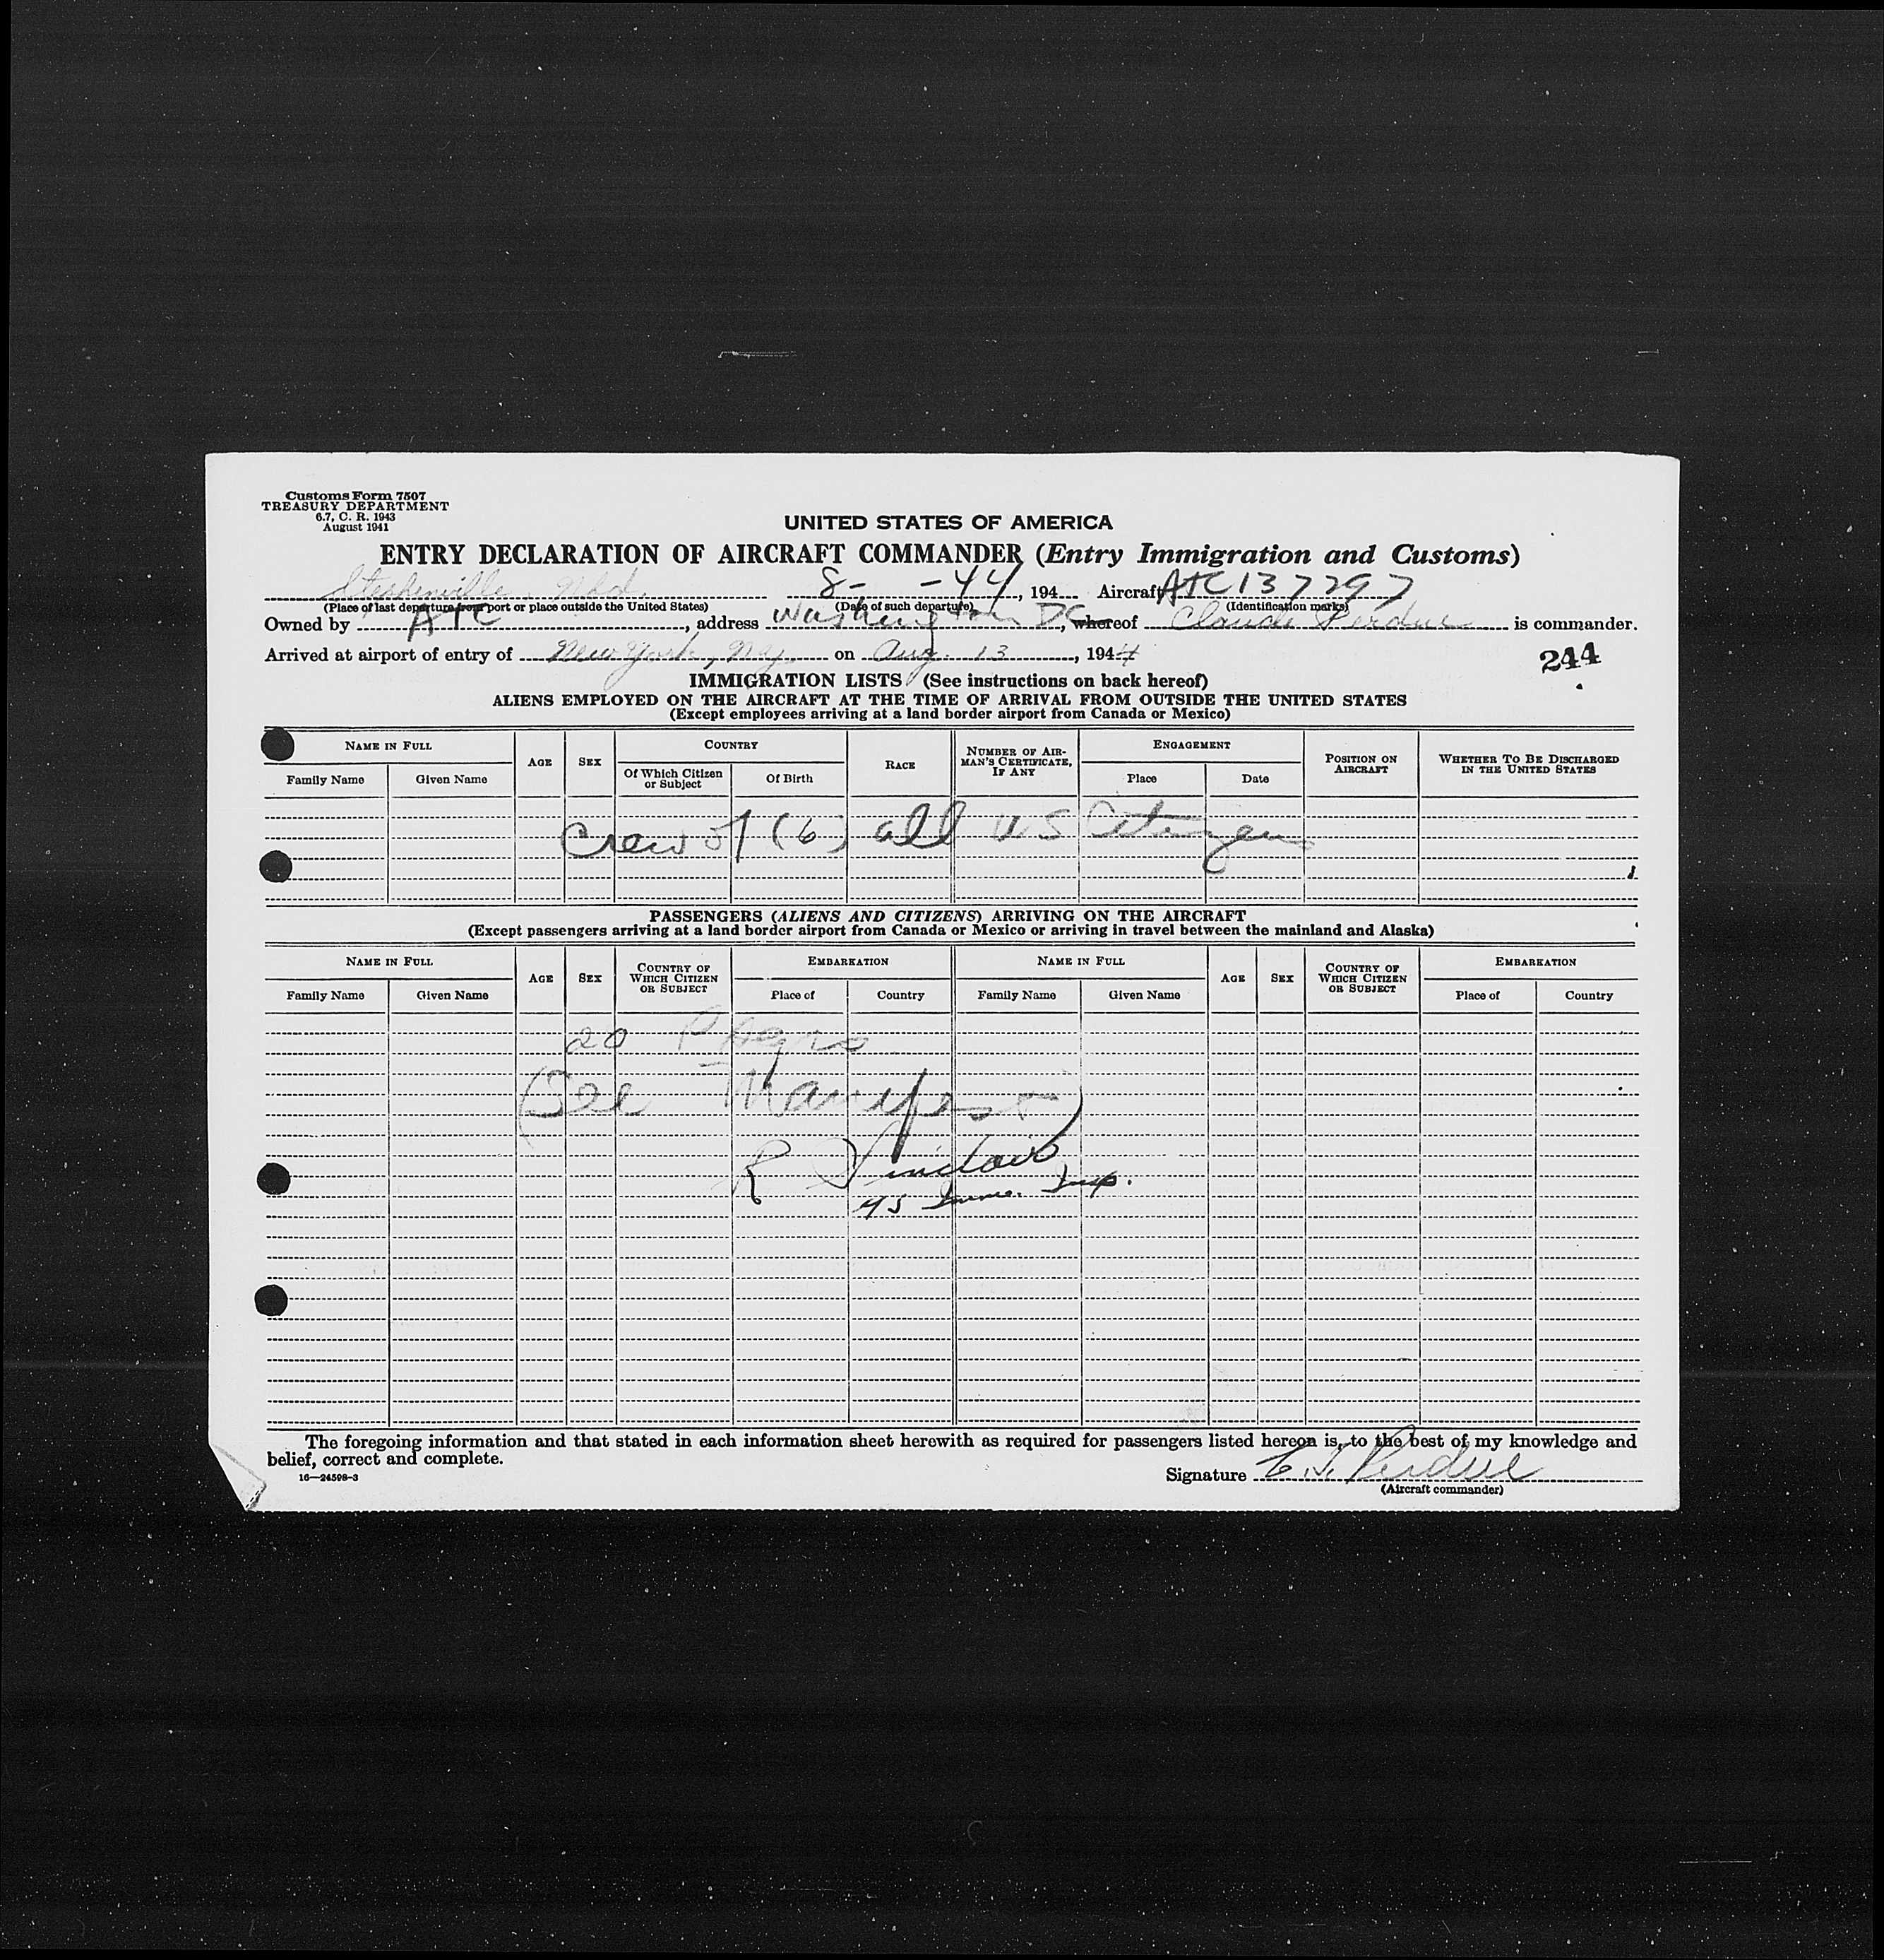 Customs Form 7507
TREASURY DEPARTMENT
6.7, C. R. 1943
August 1941
UNITED STATES OF AMERICA
ENTRY DECLARATION OF AIRCRAFT COMMANDER (Entry Immigration and Customs)
8- -44, 194 Aircraft ATC 137297
(Place of last departure from port or place outside the United States) (Date of such departure) (Identification marks)
Owned by ATC, address Washington DC, whereof Claude Perdue is commander.
Arrived at airport of entry of New York, N.Y. on Aug. 13, 1944
244
IMMIGRATION LISTS (See instructions on back hereof)
ALIENS EMPLOYED ON THE AIRCRAFT AT THE TIME OF ARRIVAL FROM OUTSIDE THE UNITED STATES
(Except employees arriving at a land border airport from Canada or Mexico)
NAME IN FULL AGE SEX COUNTRY RACE NUMBER OF AIRMAN'S CERTIFICATE, IF ANY ENGAGEMENT POSITION ON AIRCRAFT WHETHER TO BE DISCHARGED IN THE UNITED STATES
Family Name Given Name Of Which Citizen or Subject Of Birth Place Date
Crew of (6) all US Citizens
PASSENGERS (ALIENS AND CITIZENS) ARRIVING ON THE AIRCRAFT
(Except passengers arriving at a land border airport from Canada or Mexico or arriving in travel between the mainland and Alaska)
NAME IN FULL AGE SEX COUNTRY OF WHICH CITIZEN OR SUBJECT EMBARKATION NAME IN FULL AGE SEX COUNTRY OF WHICH CITIZEN OR SUBJECT EMBARKATION
Family Name Given Name Place of Country Family Name Given Name Place of Country
20
(See Manifest)
R Sinclair
US Imm. Insp.
The foregoing information and that stated in each information sheet herewith as required for passengers listed hereon is, to the best of my knowledge and
belief, correct and complete.
16—24598-3
Signature C. J. Perdue
(Aircraft commander)